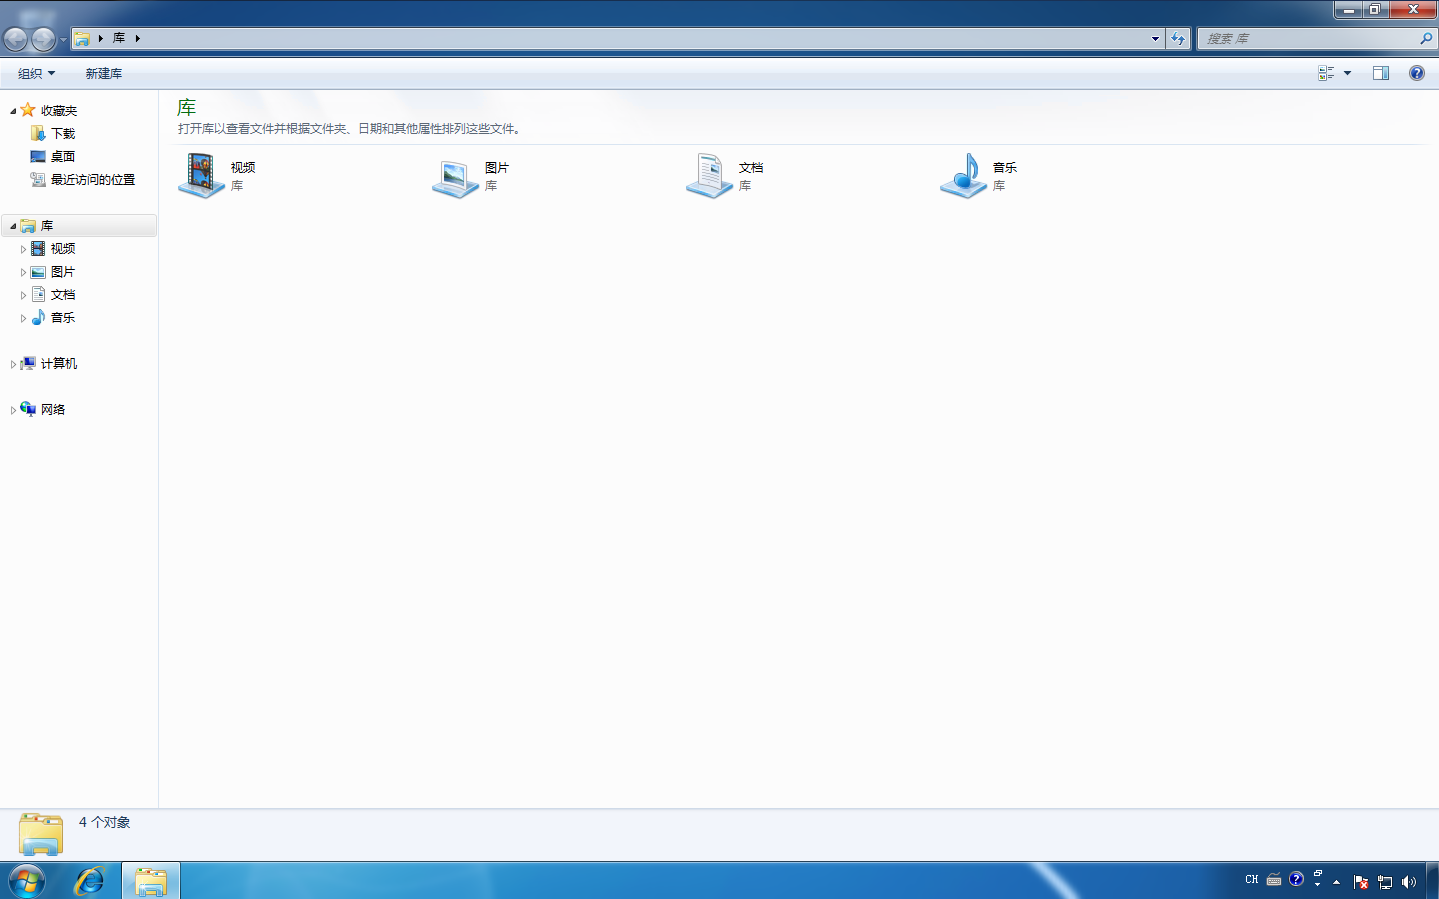 库
搜索 库
组织
新建库
收藏夹
下载
桌面
最近访问的位置
库
视频
图片
文档
音乐
计算机
网络
库
打开库以查看文件并根据文件夹、日期和其他属性排列这些文件。
视频
库
图片
库
文档
库
音乐
库
4 个对象
CH